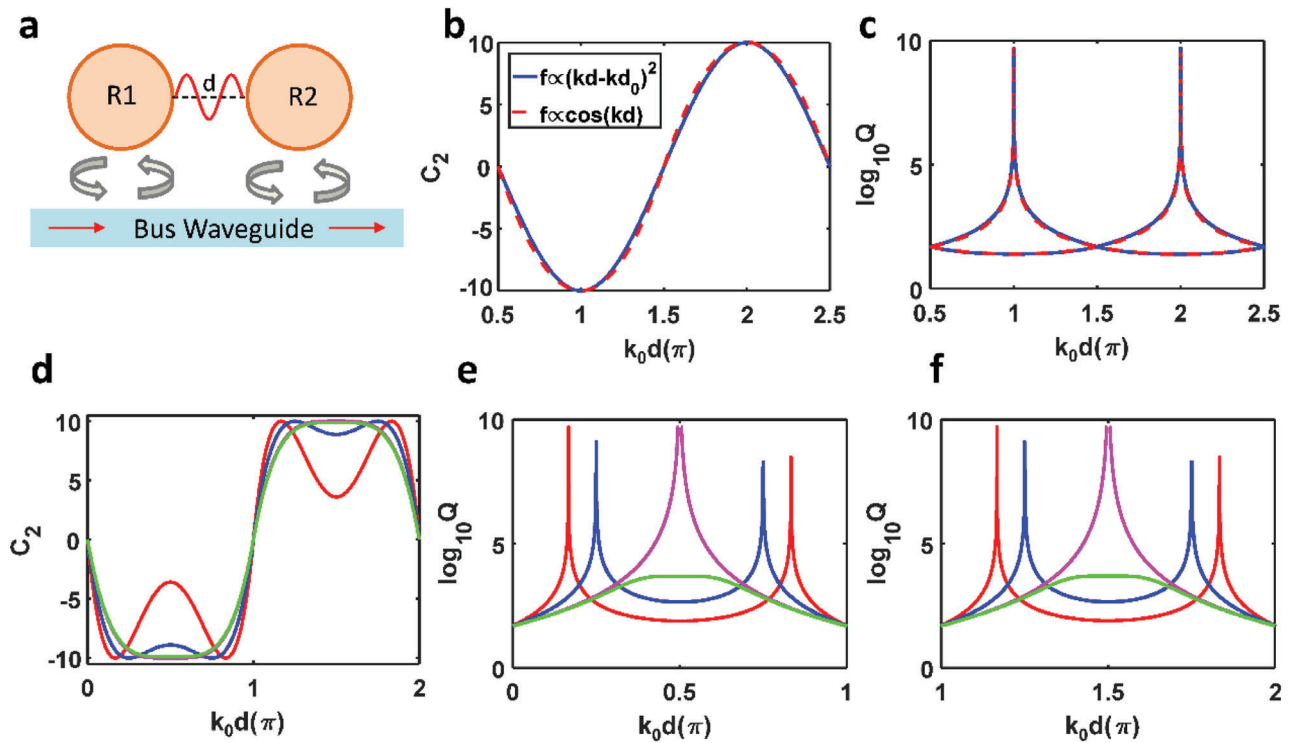 a
R1
d
R2
Bus Waveguide
b
10
5
0
-5
-10
C₂
f∝(kd-kd₀)²
f∝cos(kd)
0.5
1
1.5
2
2.5
k₀d(π)
c
10
5
0
log₁₀Q
0.5
1
1.5
2
2.5
k₀d(π)
d
10
5
0
-5
-10
C₂
0
1
2
k₀d(π)
e
10
5
0
log₁₀Q
0
0.5
1
k₀d(π)
f
10
5
0
log₁₀Q
1
1.5
2
k₀d(π)